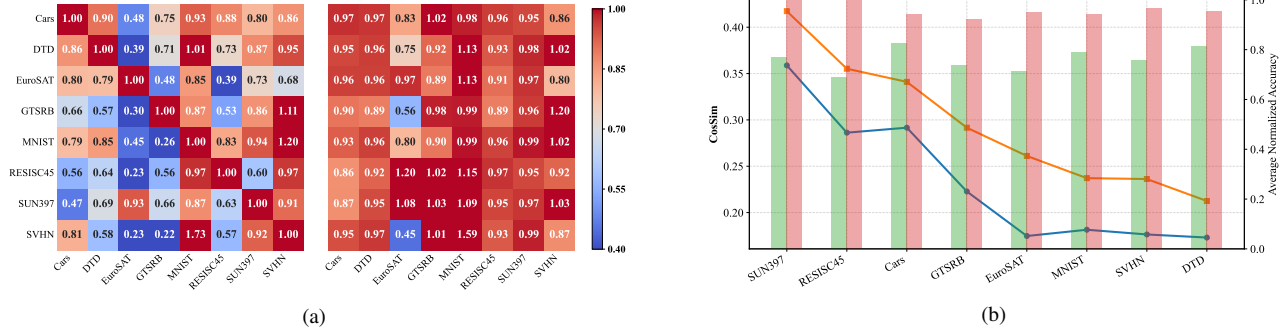 Cars 1.00 0.90 0.48 0.75 0.93 0.88 0.80 0.86
DTD 0.86 1.00 0.39 0.71 1.01 0.73 0.87 0.95
EuroSAT 0.80 0.79 1.00 0.48 0.85 0.39 0.73 0.68
GTSRB 0.66 0.57 0.30 1.00 0.87 0.53 0.86 1.11
MNIST 0.79 0.85 0.45 0.26 1.00 0.83 0.94 1.20
RESISC45 0.56 0.64 0.23 0.56 0.97 1.00 0.60 0.97
SUN397 0.47 0.69 0.93 0.66 0.87 0.63 1.00 0.91
SVHN 0.81 0.58 0.23 0.22 1.73 0.57 0.92 1.00
Cars DTD EuroSAT GTSRB MNIST RESISC45 SUN397 SVHN
0.97 0.97 0.83 1.02 0.98 0.96 0.95 0.86
0.95 0.96 0.75 0.92 1.13 0.93 0.98 1.02
0.96 0.96 0.97 0.89 1.13 0.91 0.97 0.80
0.90 0.89 0.56 0.98 0.99 0.89 0.96 1.20
0.93 0.96 0.80 0.90 0.99 0.96 0.99 1.02
0.86 0.92 1.20 1.02 1.15 0.97 0.95 0.92
0.87 0.95 1.08 1.03 1.09 0.95 0.97 1.03
0.95 0.97 0.45 1.01 1.59 0.93 0.99 0.87
Cars DTD EuroSAT GTSRB MNIST RESISC45 SUN397 SVHN
1.00
0.85
0.70
0.55
0.40
(a)
CosSim
0.40
0.35
0.30
0.25
0.20
SUN397 RESISC45 Cars GTSRB EuroSAT MNIST SVHN DTD
1.0
0.8
0.6
0.4
0.2
0.0
Average Normalized Accuracy
(b)